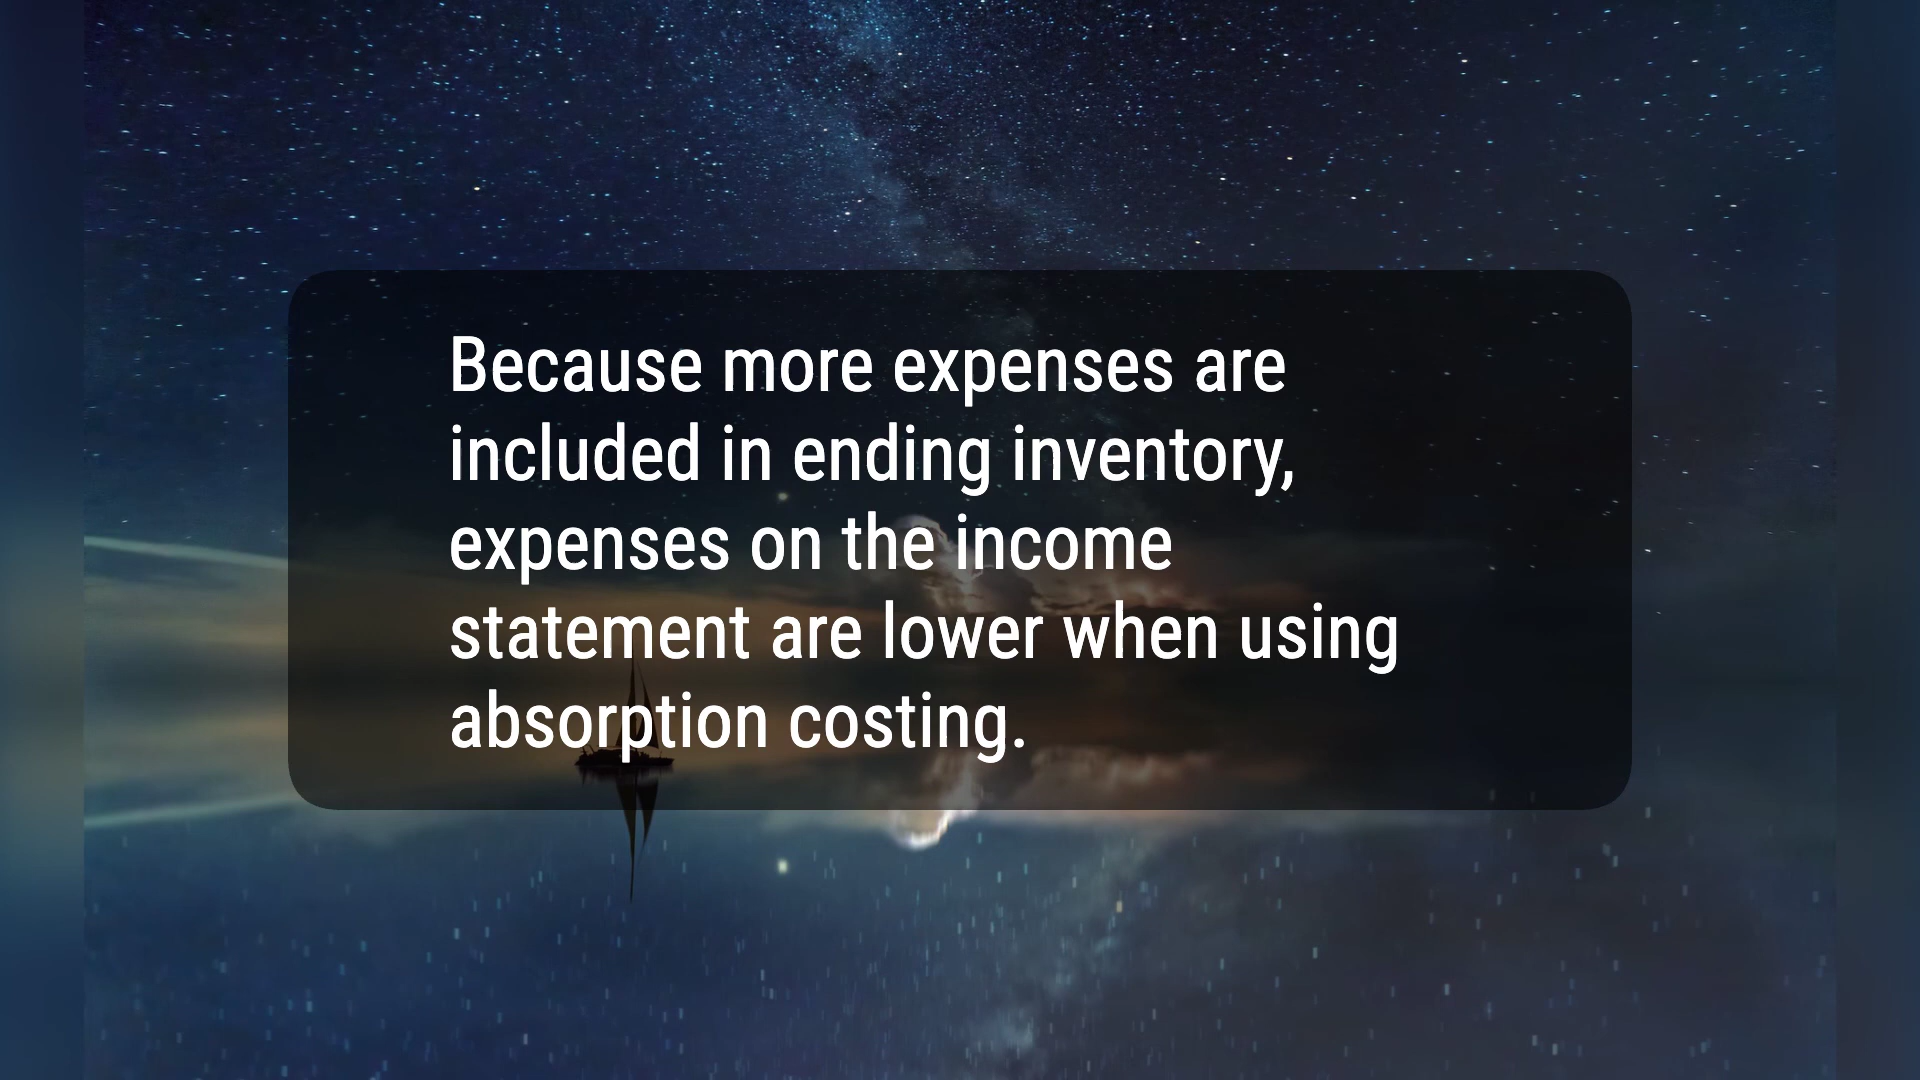 Because more expenses are
included in ending inventory,
expenses on the income
statement are lower when using
absorption costing.